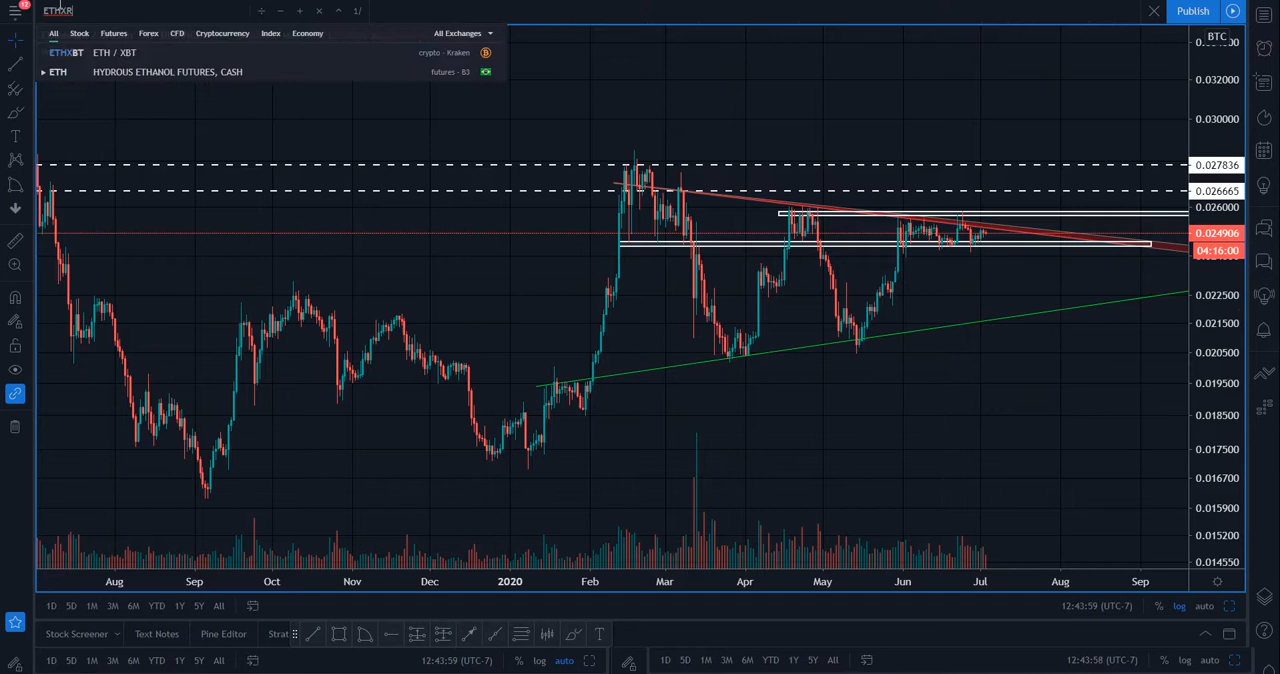 12
ETHXR
1/
Publish
All Stock Futures Forex CFD Cryptocurrency Index Economy All Exchanges
ETHXBT ETH / XBT crypto - Kraken
ETH HYDROUS ETHANOL FUTURES, CASH futures - B3
BTC
0.032000
0.030000
0.027836
0.026665
0.026000
0.024906
04:16:00
0.022500
0.021500
0.020500
0.019500
0.018500
0.017500
0.016700
0.015900
0.015200
0.014550
Aug Sep Oct Nov Dec 2020 Feb Mar Apr May Jun Jul Aug Sep
1D 5D 1M 3M 6M YTD 1Y 5Y All 12:43:59 (UTC-7) % log auto
Stock Screener Text Notes Pine Editor Strat
1D 5D 1M 3M 6M YTD 1Y 5Y All 12:43:59 (UTC-7) % log auto 1D 5D 1M 3M 6M YTD 1Y 5Y All 12:43:58 (UTC-7) % log auto